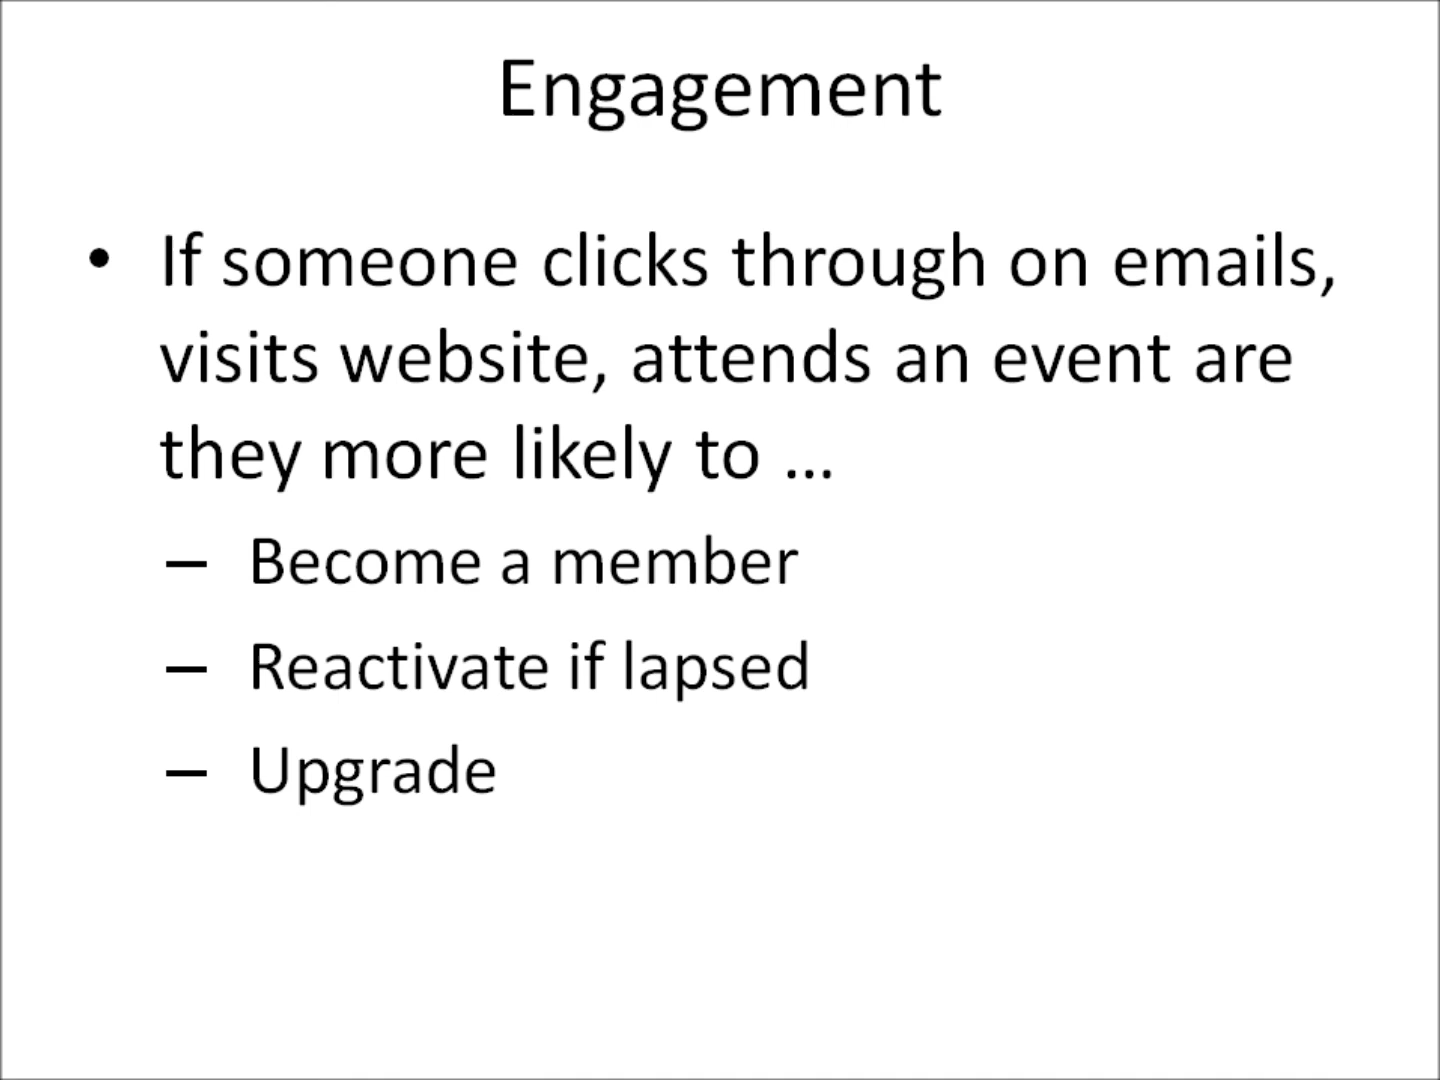 Engagement
• If someone clicks through on emails,
visits website, attends an event are
they more likely to ...
– Become a member
– Reactivate if lapsed
– Upgrade